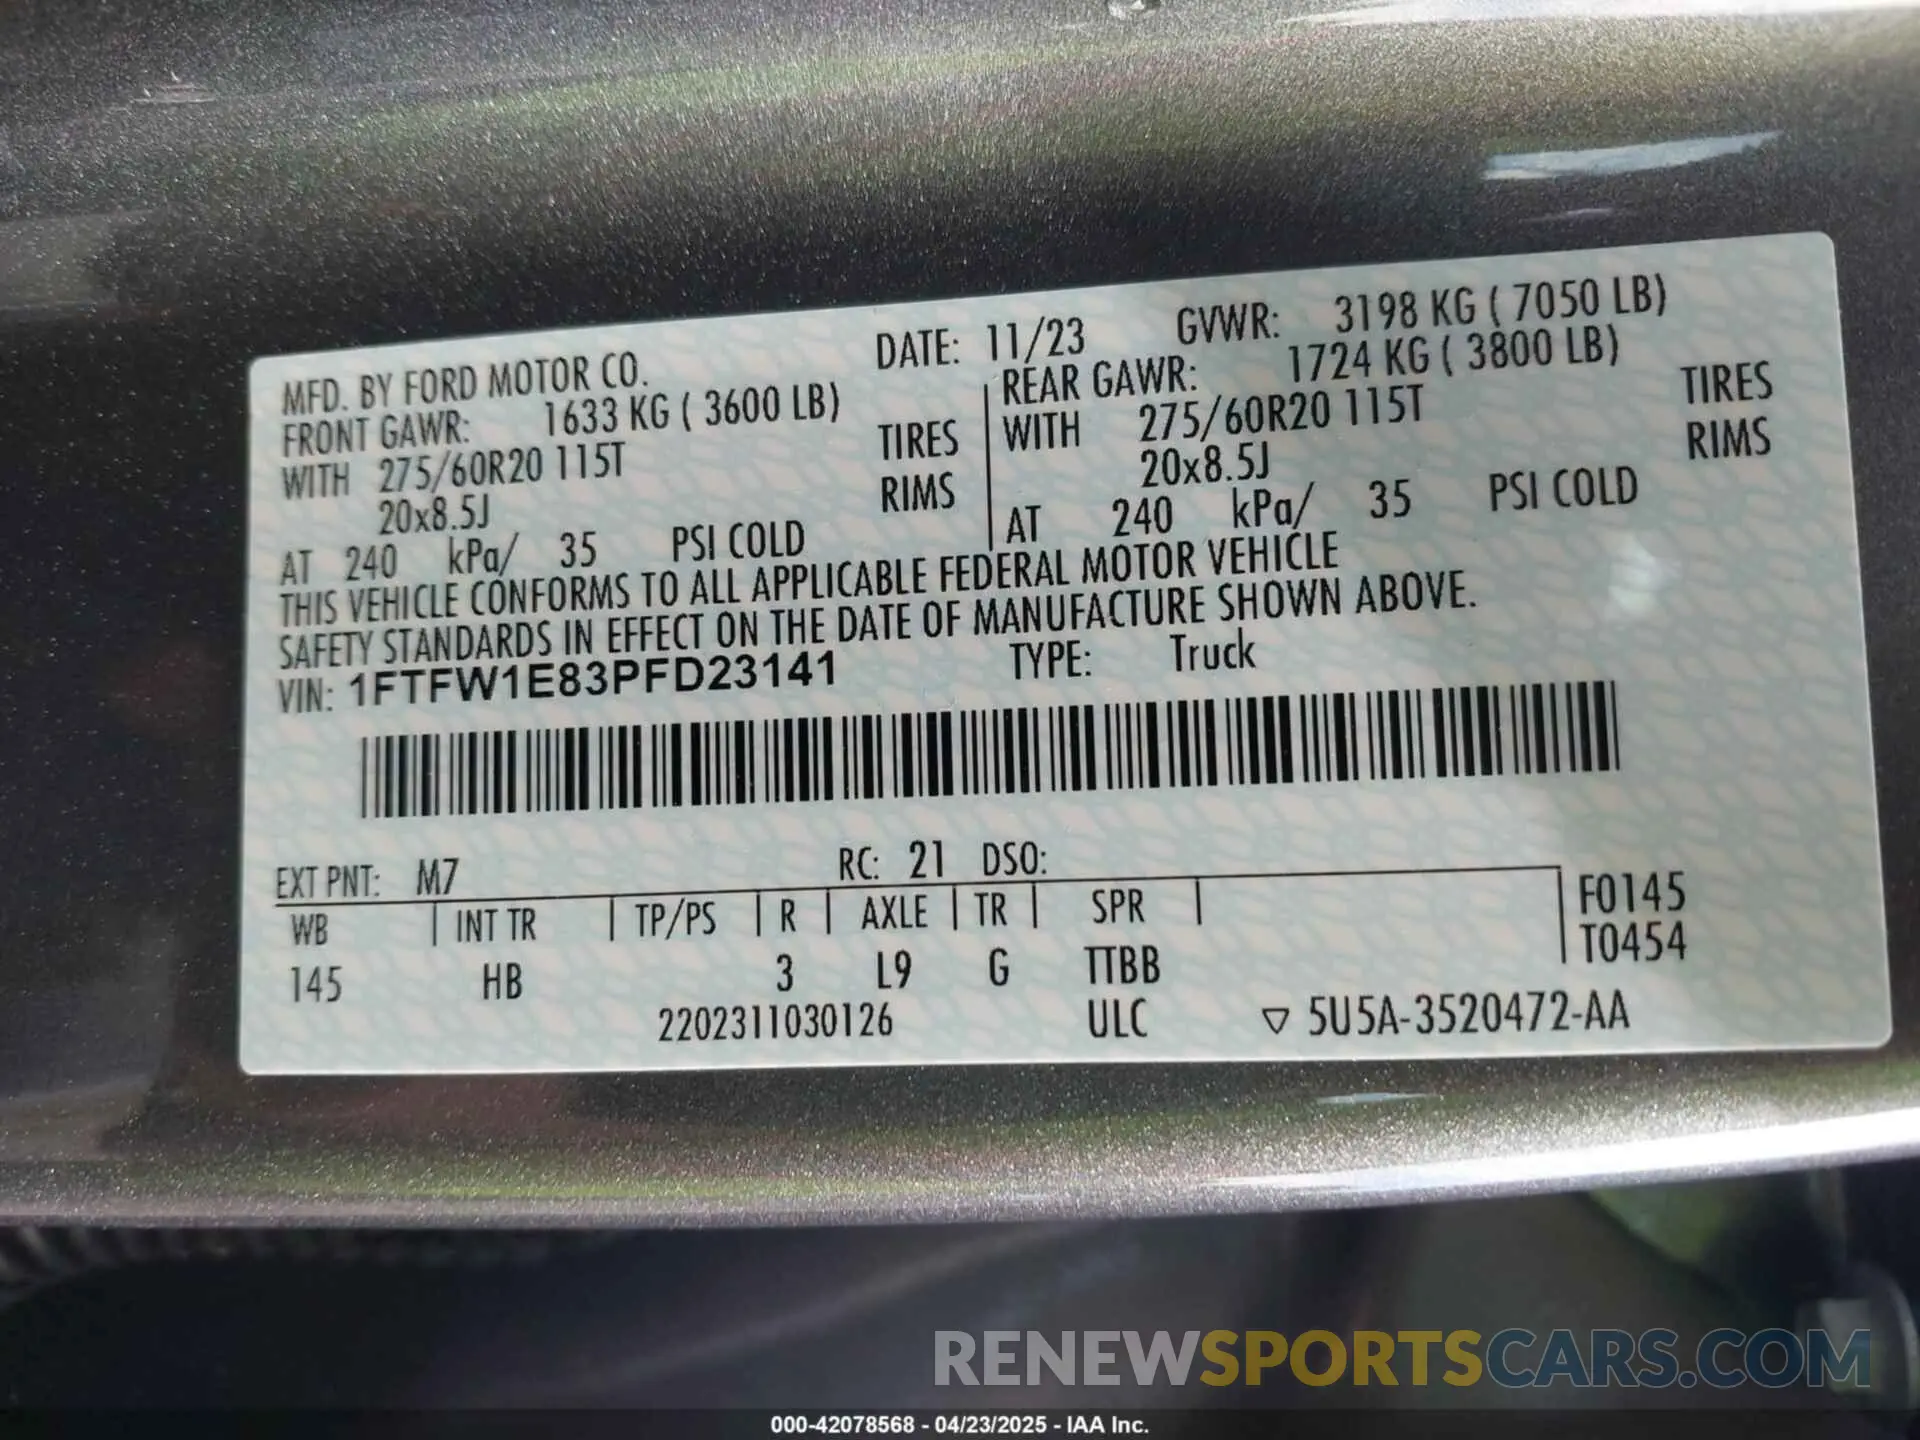 MFD. BY FORD MOTOR CO. DATE: 11/23 GVWR: 3198 KG ( 7050 LB)
FRONT GAWR: 1633 KG ( 3600 LB) REAR GAWR: 1724 KG ( 3800 LB)
WITH 275/60R20 115T TIRES WITH 275/60R20 115T TIRES
20x8.5J RIMS 20x8.5J RIMS
AT 240 kPa/ 35 PSI COLD AT 240 kPa/ 35 PSI COLD
THIS VEHICLE CONFORMS TO ALL APPLICABLE FEDERAL MOTOR VEHICLE
SAFETY STANDARDS IN EFFECT ON THE DATE OF MANUFACTURE SHOWN ABOVE.
VIN: 1FTFW1E83PFD23141 TYPE: Truck
EXT PNT: M7 RC: 21 DSO:
WB INT TR TP/PS R AXLE TR SPR F0145
T0454
145 HB 3 L9 G TTBB
2202311030126 ULC ▽ 5U5A-3520472-AA
RENEWSPORTSCARS.COM
000-42078568 - 04/23/2025 - IAA Inc.